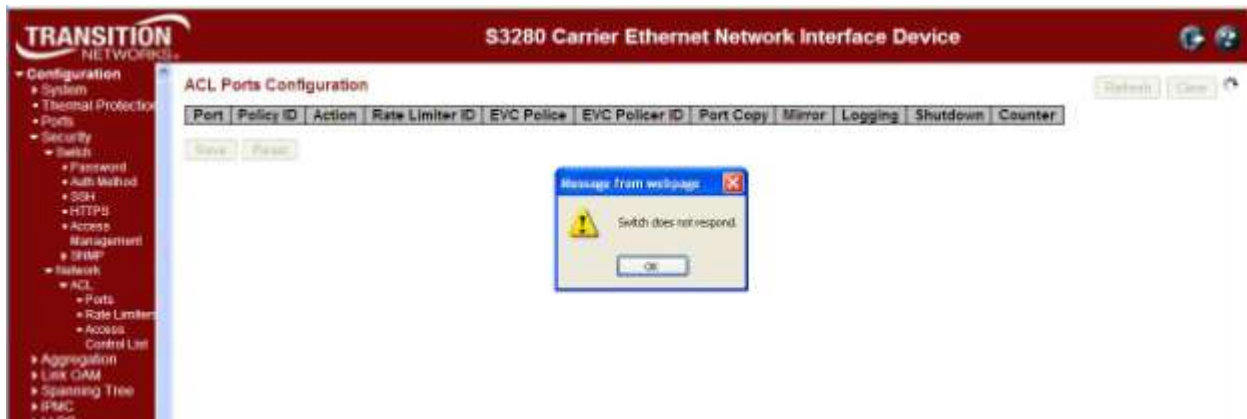 TRANSITION
NETWORKS
S3280 Carrier Ethernet Network Interface Device
Configuration
System
Thermal Protection
Ports
Security
Switch
Password
Auth Method
SSH
HTTPS
Access
Management
SNMP
Network
ACL
Ports
Rate Limiters
Access
Control List
Aggregation
Link OAM
Spanning Tree
IPMC
ACL Ports Configuration
Refresh Clear
Port Policy ID Action Rate Limiter ID EVC Police EVC Policer ID Port Copy Mirror Logging Shutdown Counter
Save Reset
Message from webpage
Switch does not respond.
OK